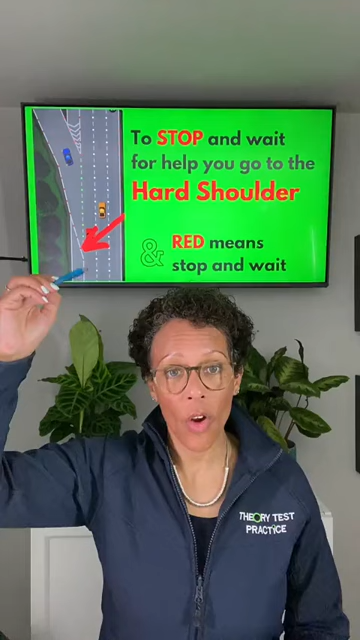 To STOP and wait
for help you go to the
Hard Shoulder
& RED means
stop and wait
THEORY TEST
PRACTICE